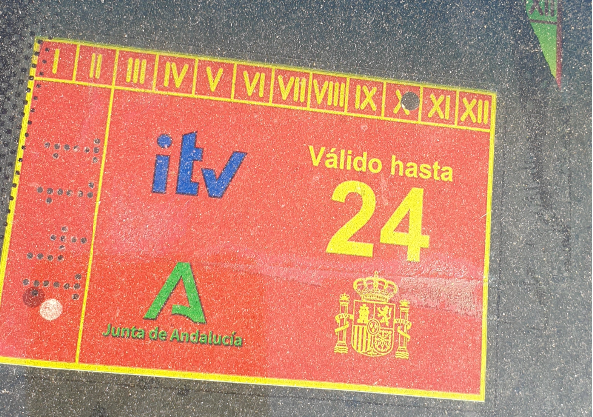 I II III IV V VI VII VIII IX X XI XII
itv
Válido hasta
24
Junta de Andalucía